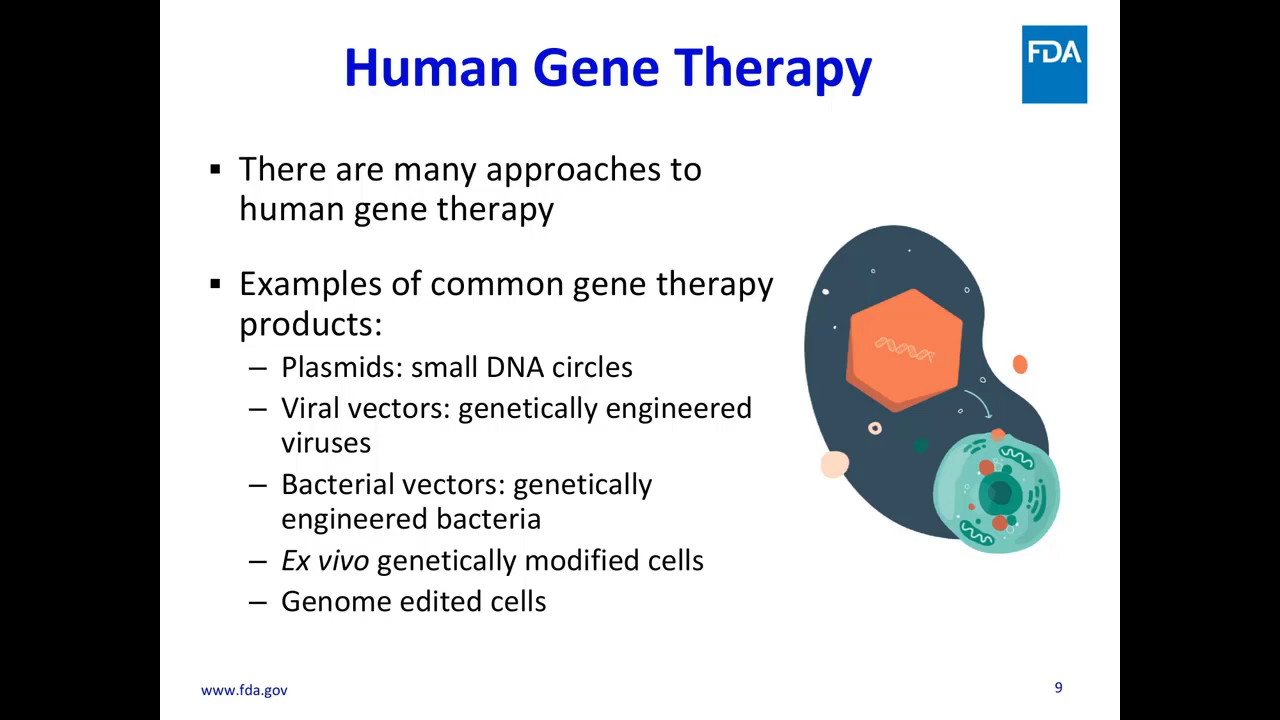 Human Gene Therapy
FDA
▪ There are many approaches to
human gene therapy
▪ Examples of common gene therapy
products:
– Plasmids: small DNA circles
– Viral vectors: genetically engineered
viruses
– Bacterial vectors: genetically
engineered bacteria
– Ex vivo genetically modified cells
– Genome edited cells
www.fda.gov
9